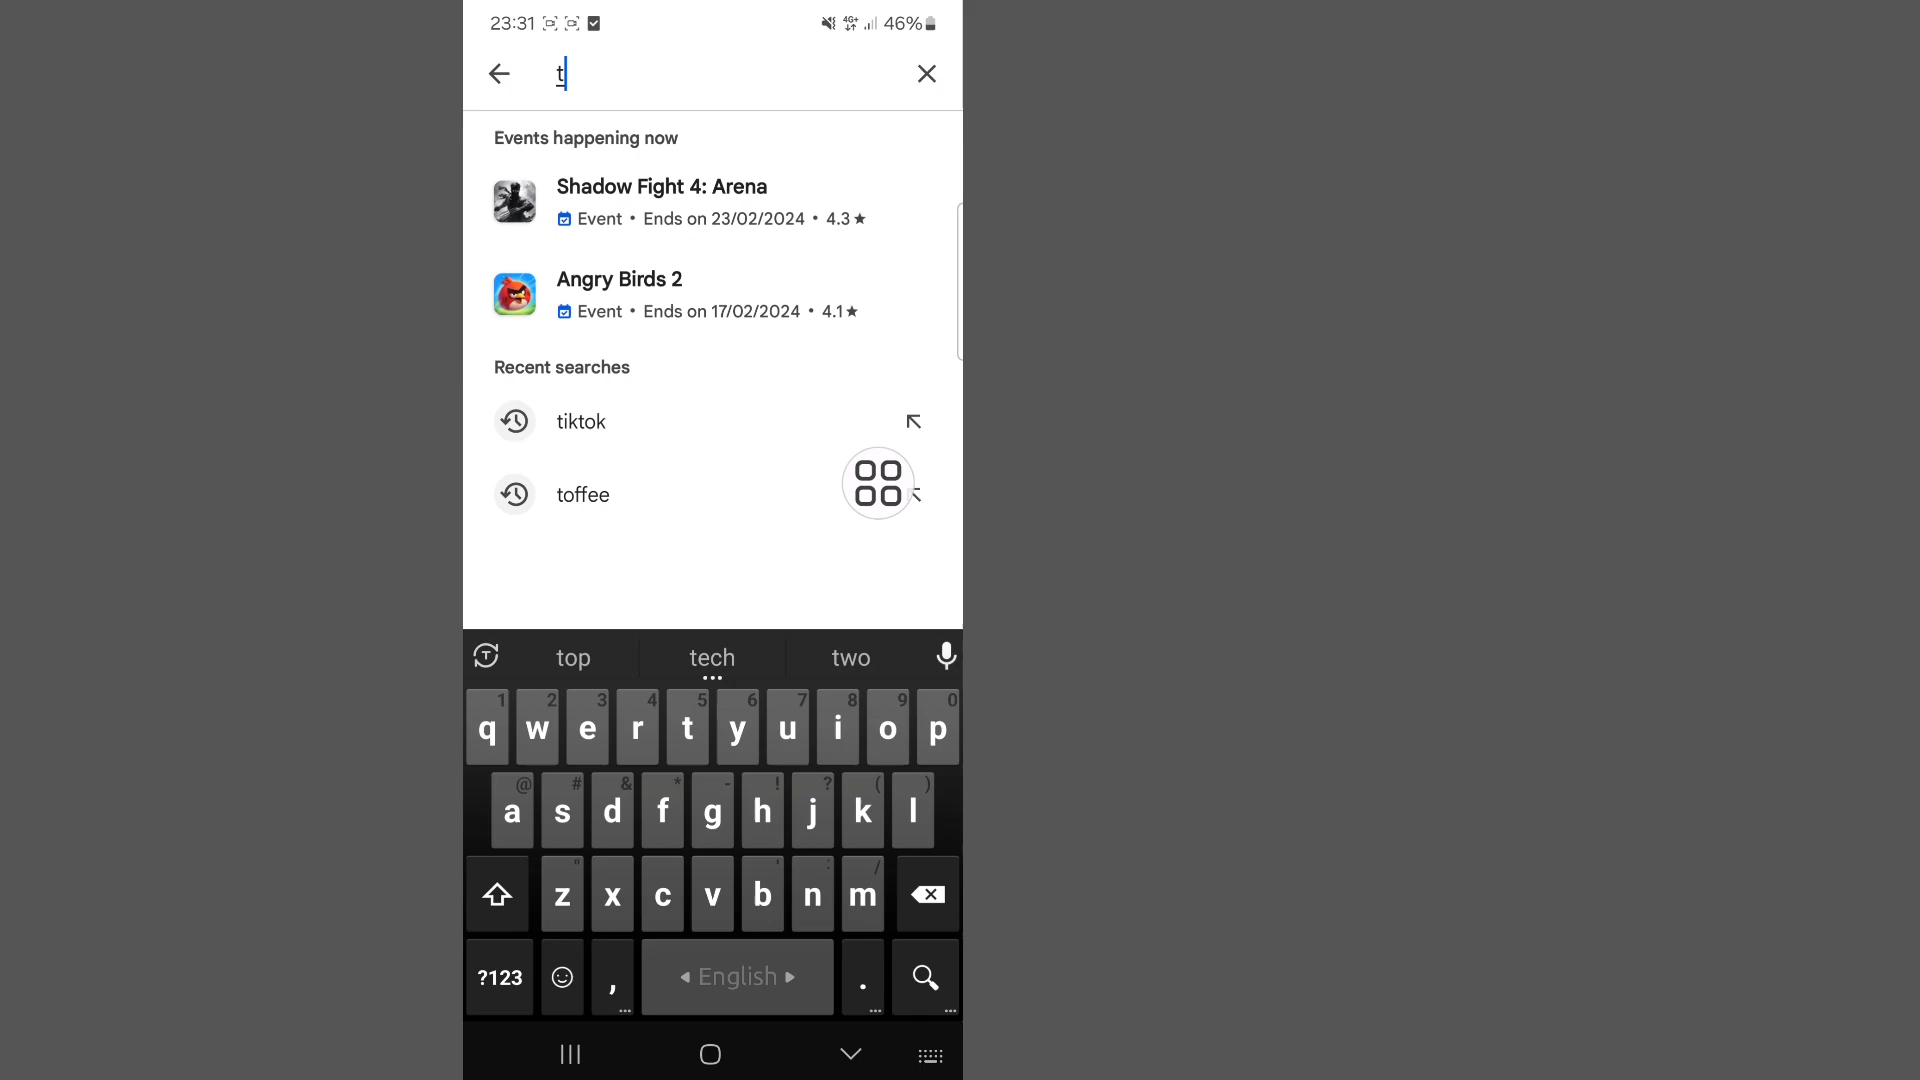 23:31 4G+ 46%
t
Events happening now
Shadow Fight 4: Arena
Event • Ends on 23/02/2024 • 4.3★
Angry Birds 2
Event • Ends on 17/02/2024 • 4.1★
Recent searches
tiktok
toffee
T top tech two
1 2 3 4 5 6 7 8 9 0
q w e r t y u i o p
@ # & * - ! ? ( )
a s d f g h j k l
" ' : /
z x c v b n m
?123 , English .